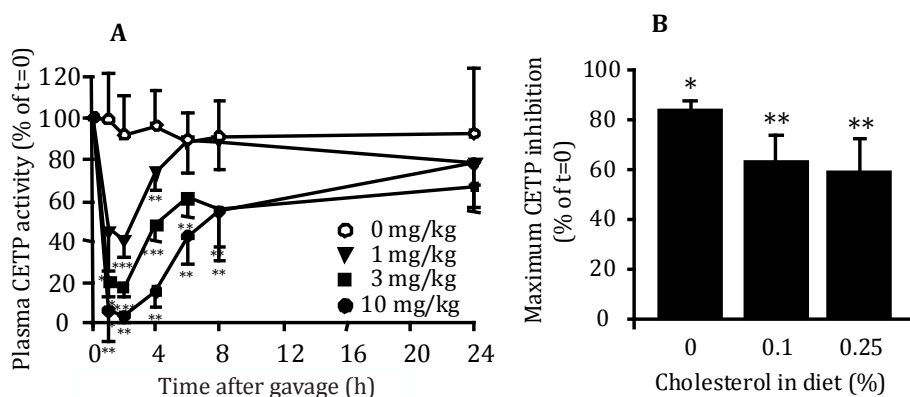 A
Plasma CETP activity (% of t=0)
120
100
80
60
40
20
0
0 4 8 12 16 20 24
Time after gavage (h)
0 mg/kg
1 mg/kg
3 mg/kg
10 mg/kg
**
***
***
**
**
**
**
**
**
**
B
Maximum CETP inhibition
(% of t=0)
100
80
60
40
20
0
*
**
**
0 0.1 0.25
Cholesterol in diet (%)